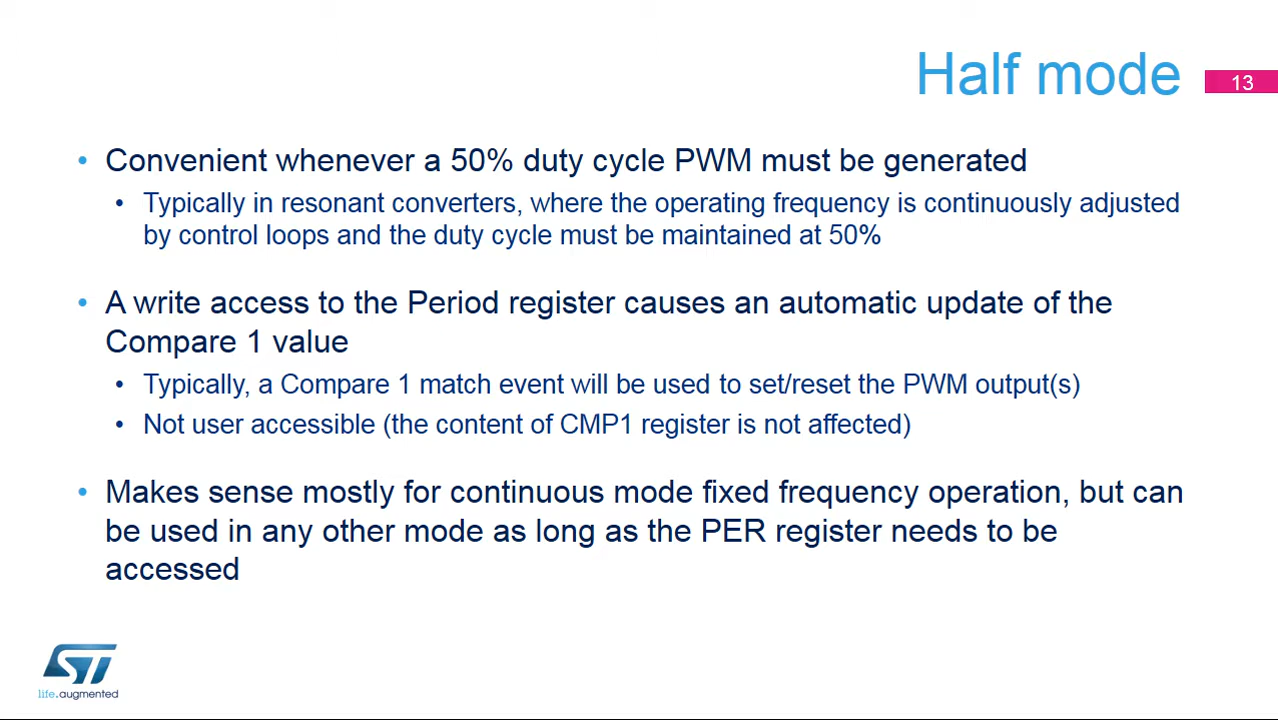 Half mode
13
• Convenient whenever a 50% duty cycle PWM must be generated
• Typically in resonant converters, where the operating frequency is continuously adjusted
by control loops and the duty cycle must be maintained at 50%
• A write access to the Period register causes an automatic update of the
Compare 1 value
• Typically, a Compare 1 match event will be used to set/reset the PWM output(s)
• Not user accessible (the content of CMP1 register is not affected)
• Makes sense mostly for continuous mode fixed frequency operation, but can
be used in any other mode as long as the PER register needs to be
accessed
ST
life.augmented